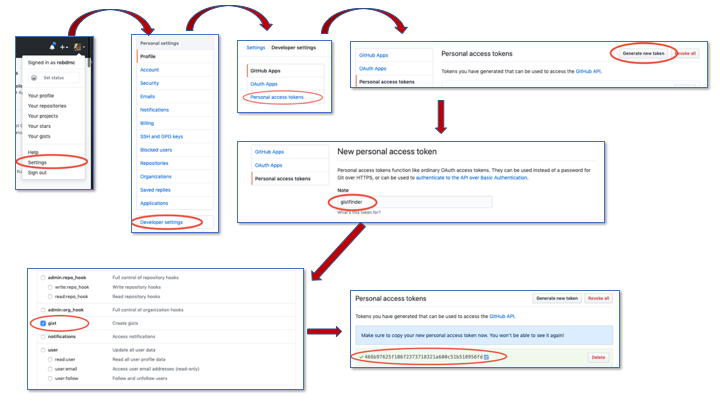 Signed in as robdmc
Set status
Your profile
Your repositories
Your projects
Your stars
Your gists
Help
Settings
Sign out
Personal settings
Profile
Account
Security
Emails
Notifications
Billing
SSH and GPG keys
Blocked users
Repositories
Organizations
Saved replies
Applications
Developer settings
Settings Developer settings
GitHub Apps
OAuth Apps
Personal access tokens
GitHub Apps
OAuth Apps
Personal access tokens
Personal access tokens
Generate new token
Revoke all
Tokens you have generated that can be used to access the GitHub API.
GitHub Apps
OAuth Apps
Personal access tokens
New personal access token
Personal access tokens function like ordinary OAuth access tokens. They can be used instead of a password for
Git over HTTPS, or can be used to authenticate to the API over Basic Authentication.
Note
gistfinder
What's this token for?
admin:repo_hook Full control of repository hooks
write:repo_hook Write repository hooks
read:repo_hook Read repository hooks
admin:org_hook Full control of organization hooks
gist Create gists
notifications Access notifications
user Update all user data
read:user Read all user profile data
user:email Access user email addresses (read-only)
user:follow Follow and unfollow users
Personal access tokens
Generate new token
Revoke all
Tokens you have generated that can be used to access the GitHub API.
Make sure to copy your new personal access token now. You won't be able to see it again!
Delete